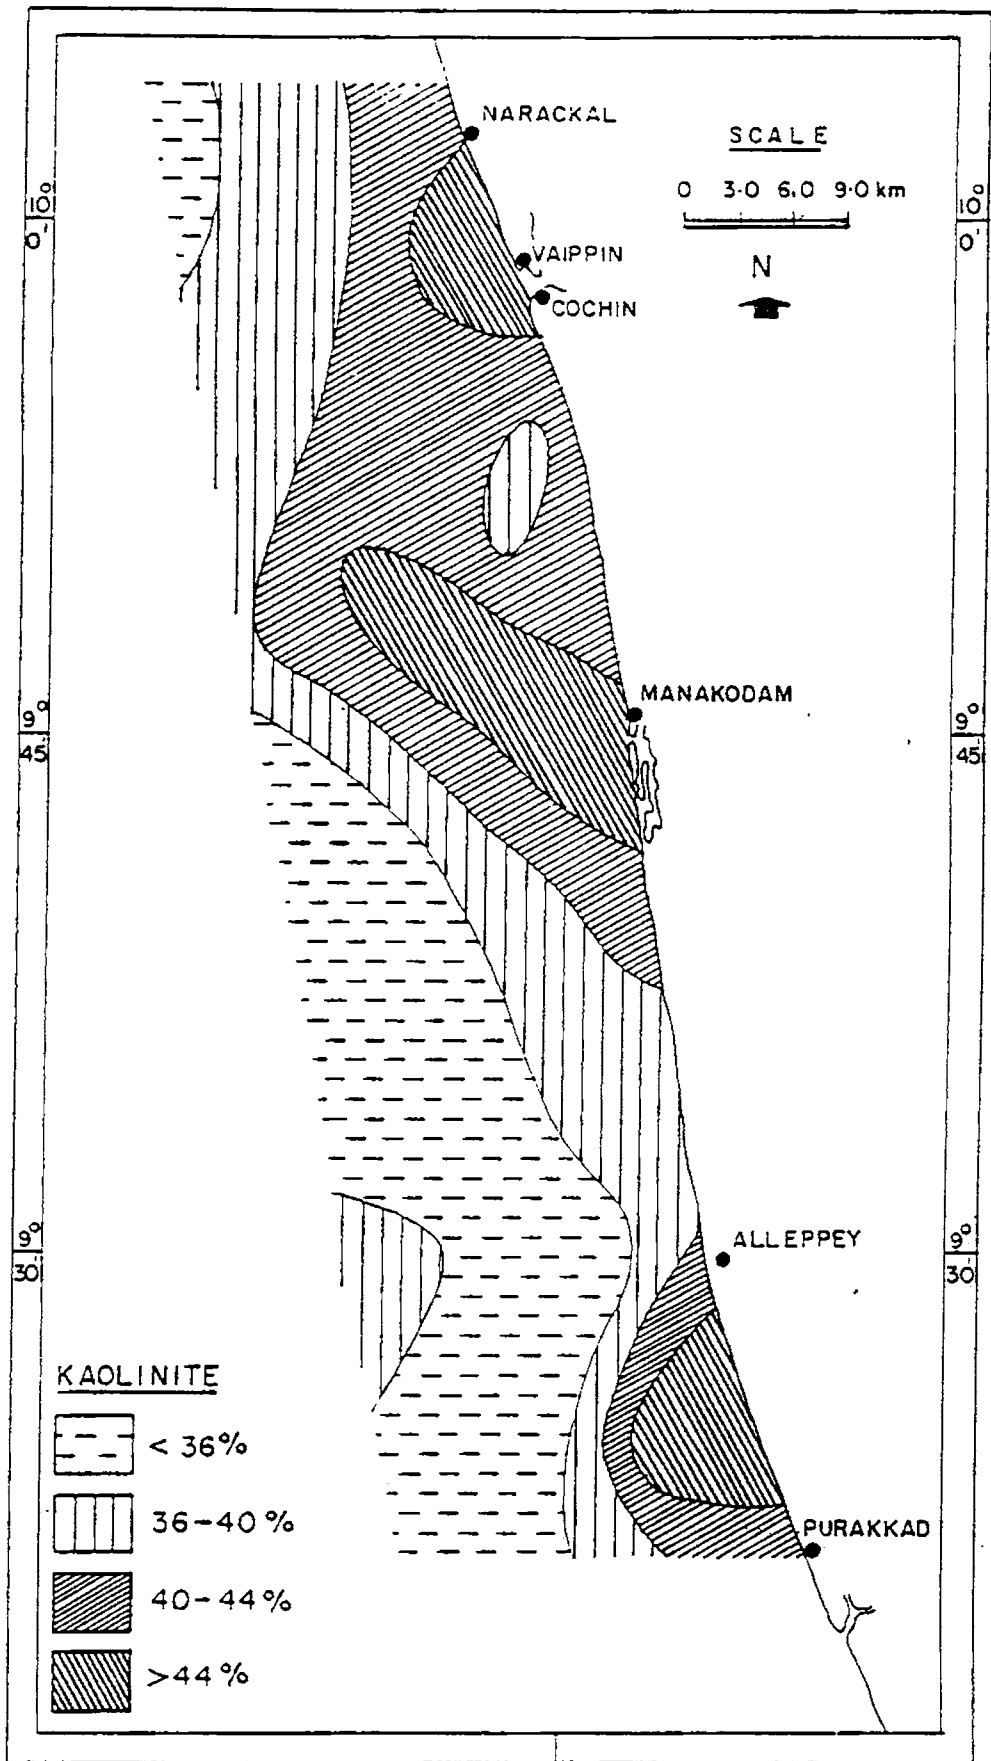 NARACKAL
SCALE
0 3.0 6.0 9.0 km
10° 0'
10° 0'
VAIPPIN
N
COCHIN
MANAKODAM
9° 45'
9° 45'
ALLEPPEY
9° 30'
9° 30'
KAOLINITE
< 36%
36-40%
40-44%
>44%
PURAKKAD